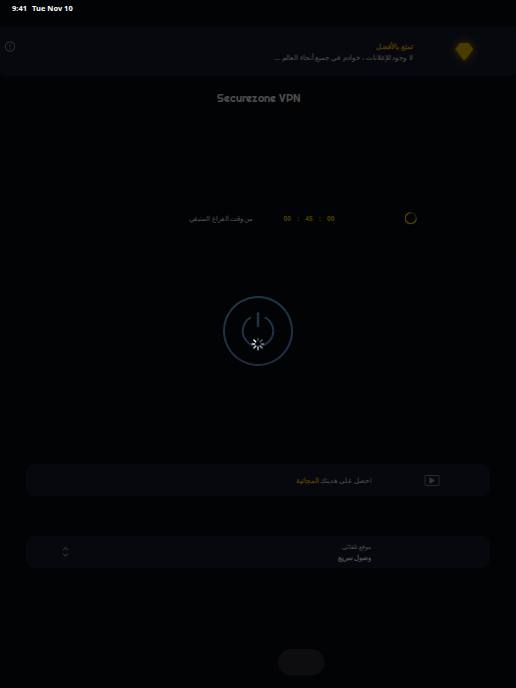 9:41 Tue Nov 10
تمتع بالأفضل
لا وجود للإعلانات ، خوادم في جميع أنحاء العالم ...
Securezone VPN
00 : 45 : 00
من وقت الفراغ المتبقي
احصل على هديتك المجانية
موقع تلقائي
وصول سريع